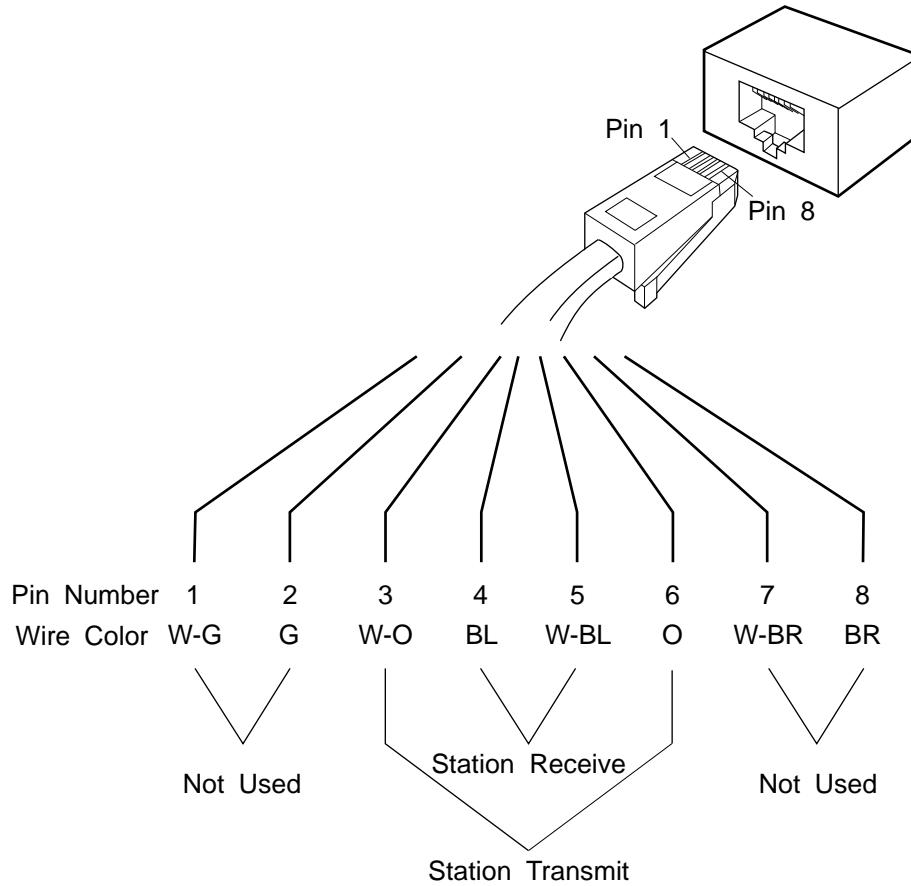 Pin 1
Pin 8
Pin Number 1 2 3 4 5 6 7 8
Wire Color W-G G W-O BL W-BL O W-BR BR
Station Receive
Not Used Not Used
Station Transmit